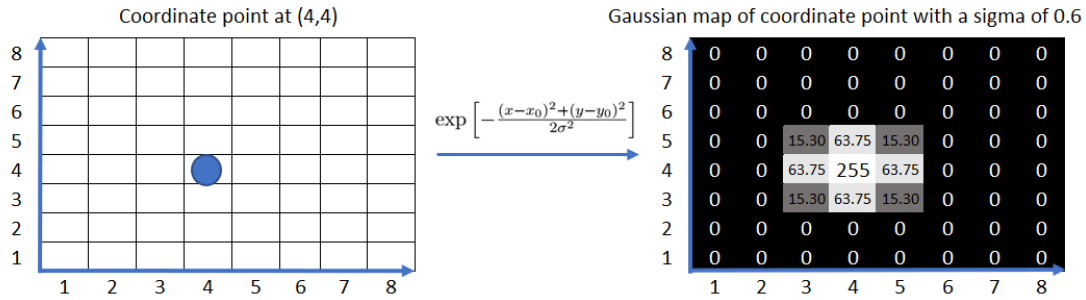 Coordinate point at (4,4)
8
7
6
5
4
3
2
1
1 2 3 4 5 6 7 8
exp [ - (x-x₀)²+(y-y₀)² / 2σ² ]
Gaussian map of coordinate point with a sigma of 0.6
8 0 0 0 0 0 0 0 0
7 0 0 0 0 0 0 0 0
6 0 0 0 0 0 0 0 0
5 0 0 15.30 63.75 15.30 0 0 0
4 0 0 63.75 255 63.75 0 0 0
3 0 0 15.30 63.75 15.30 0 0 0
2 0 0 0 0 0 0 0 0
1 0 0 0 0 0 0 0 0
1 2 3 4 5 6 7 8